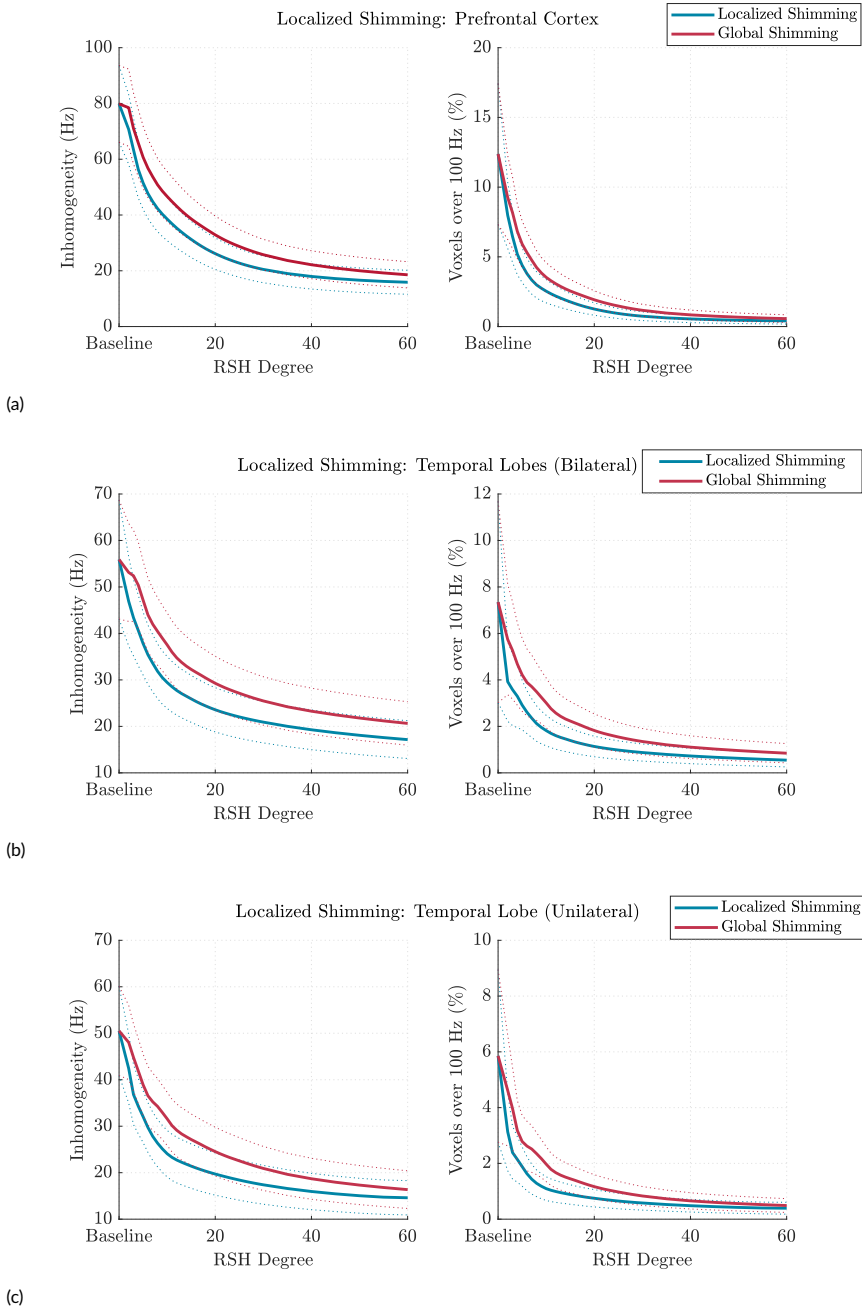 Localized Shimming: Prefrontal Cortex
Localized Shimming
Global Shimming
100
80
60
40
20
0
Inhomogeneity (Hz)
Baseline 20 40 60
RSH Degree
20
15
10
5
0
Voxels over 100 Hz (%)
Baseline 20 40 60
RSH Degree
(a)
Localized Shimming: Temporal Lobes (Bilateral)
Localized Shimming
Global Shimming
70
60
50
40
30
20
10
Inhomogeneity (Hz)
Baseline 20 40 60
RSH Degree
12
10
8
6
4
2
0
Voxels over 100 Hz (%)
Baseline 20 40 60
RSH Degree
(b)
Localized Shimming: Temporal Lobe (Unilateral)
Localized Shimming
Global Shimming
70
60
50
40
30
20
10
Inhomogeneity (Hz)
Baseline 20 40 60
RSH Degree
10
8
6
4
2
0
Voxels over 100 Hz (%)
Baseline 20 40 60
RSH Degree
(c)